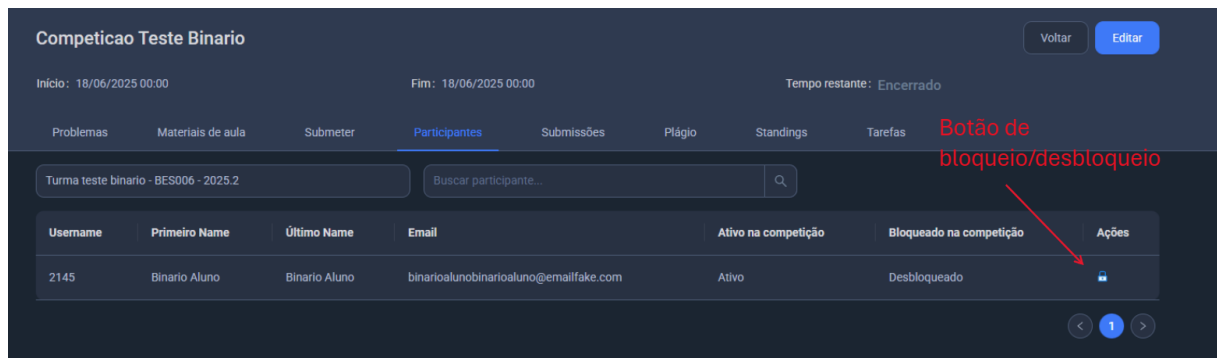 Competicao Teste Binario
Voltar
Editar
Início: 18/06/2025 00:00
Fim: 18/06/2025 00:00
Tempo restante: Encerrado
Problemas
Materiais de aula
Submeter
Participantes
Submissões
Plágio
Standings
Tarefas
Botão de
bloqueio/desbloqueio
Turma teste binario - BES006 - 2025.2
Buscar participante...
Username
Primeiro Name
Último Name
Email
Ativo na competição
Bloqueado na competição
Ações
2145
Binario Aluno
Binario Aluno
binarioalunobinarioaluno@emailfake.com
Ativo
Desbloqueado
1